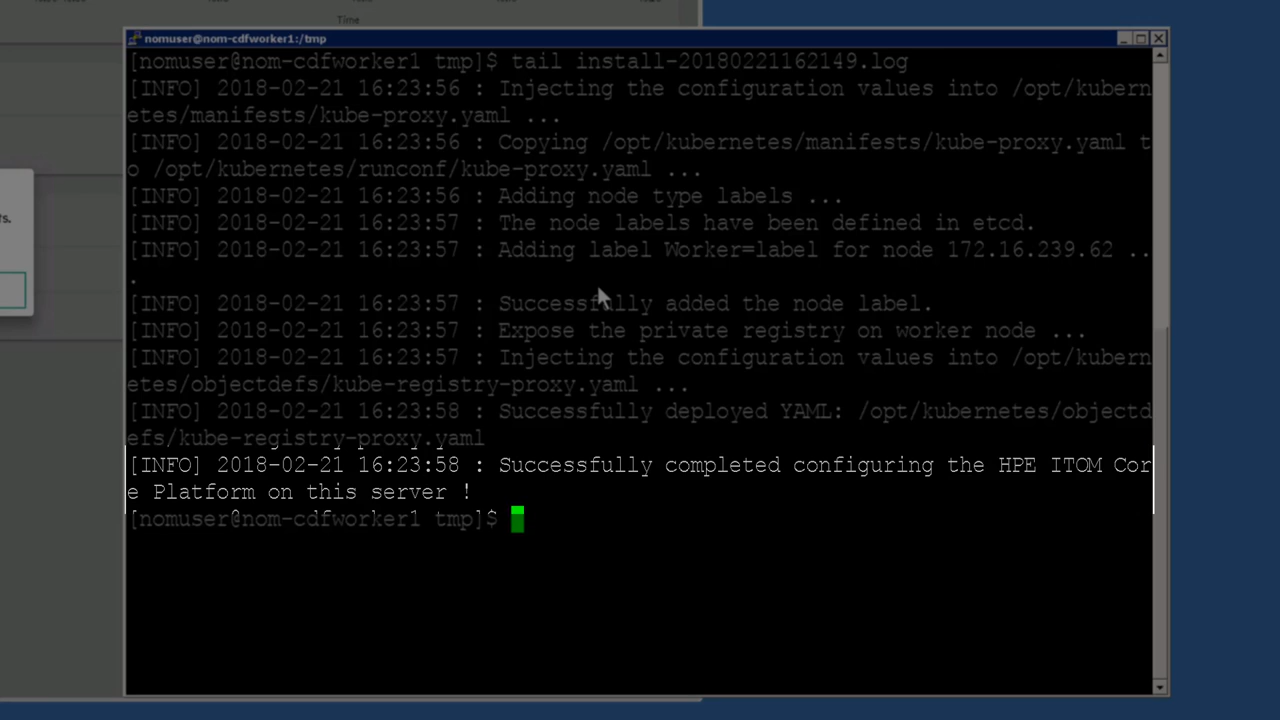 Time
nomuser@nom-cdfworker1:/tmp
[nomuser@nom-cdfworker1 tmp]$ tail install-20180221162149.log
[INFO] 2018-02-21 16:23:56 : Injecting the configuration values into /opt/kubern
etes/manifests/kube-proxy.yaml ...
[INFO] 2018-02-21 16:23:56 : Copying /opt/kubernetes/manifests/kube-proxy.yaml t
o /opt/kubernetes/runconf/kube-proxy.yaml ...
[INFO] 2018-02-21 16:23:56 : Adding node type labels ...
ts.
[INFO] 2018-02-21 16:23:57 : The node labels have been defined in etcd.
[INFO] 2018-02-21 16:23:57 : Adding label Worker=label for node 172.16.239.62 ..
.
[INFO] 2018-02-21 16:23:57 : Successfully added the node label.
[INFO] 2018-02-21 16:23:57 : Expose the private registry on worker node ...
[INFO] 2018-02-21 16:23:57 : Injecting the configuration values into /opt/kubern
etes/objectdefs/kube-registry-proxy.yaml ...
[INFO] 2018-02-21 16:23:58 : Successfully deployed YAML: /opt/kubernetes/objectd
efs/kube-registry-proxy.yaml
[INFO] 2018-02-21 16:23:58 : Successfully completed configuring the HPE ITOM Cor
e Platform on this server !
[nomuser@nom-cdfworker1 tmp]$